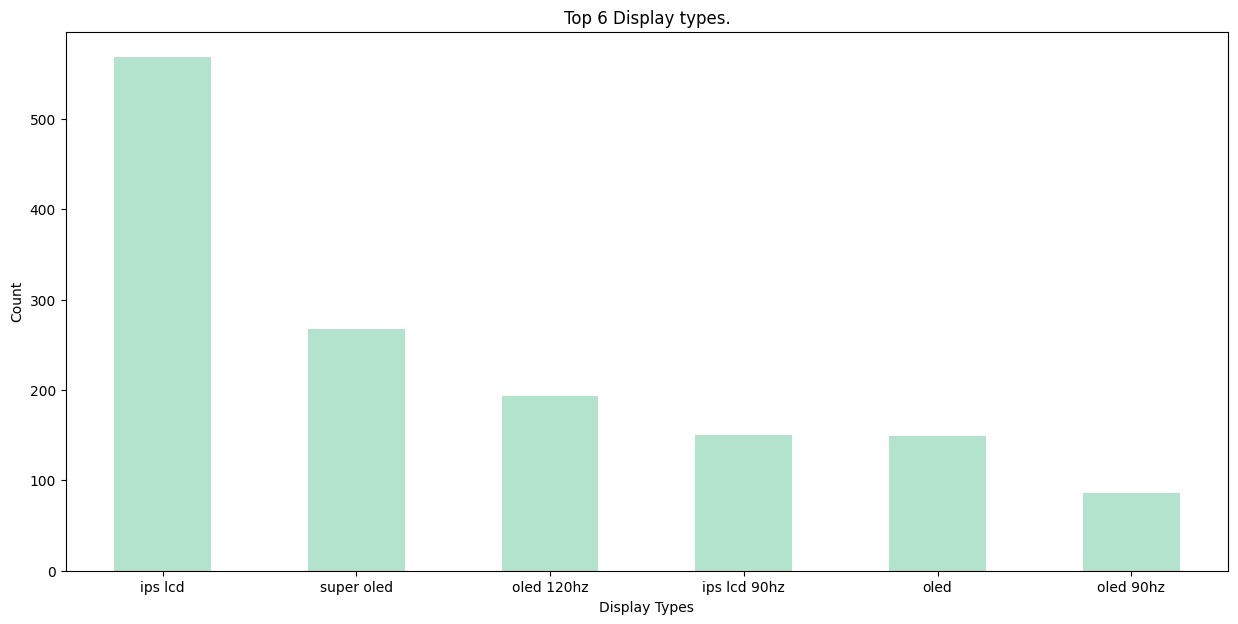 Top 6 Display types.
Count
500
400
300
200
100
0
ips lcd super oled oled 120hz ips lcd 90hz oled oled 90hz
Display Types